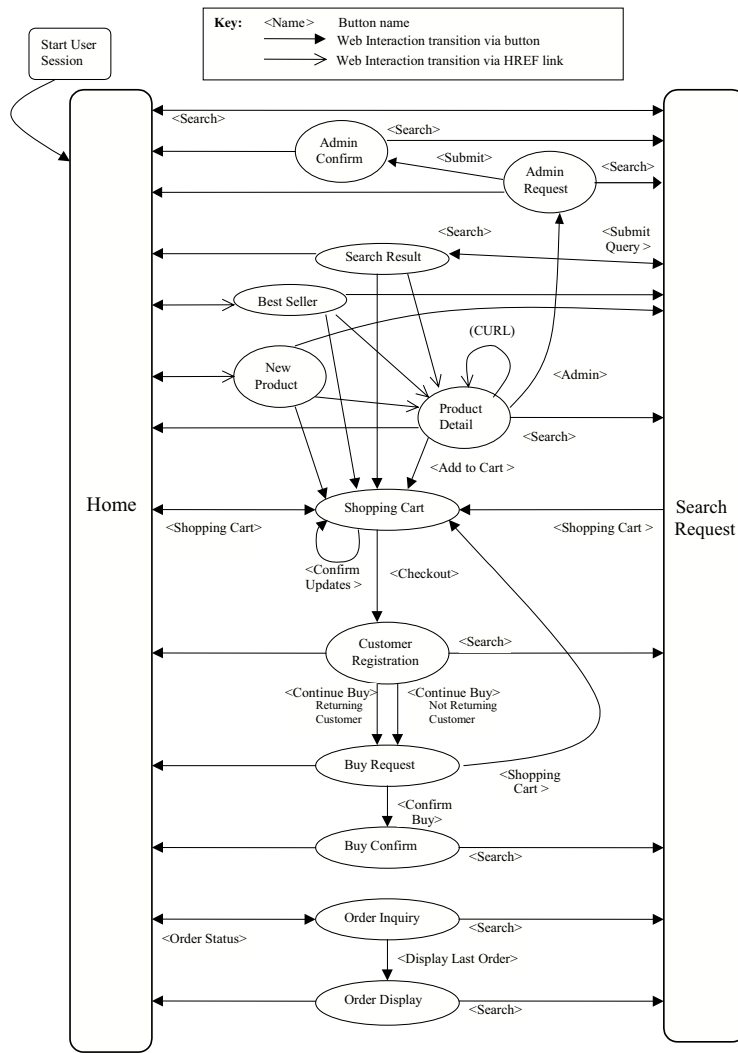 Key: <Name> Button name
Web Interaction transition via button
Web Interaction transition via HREF link
Start User
Session
<Search>
<Search>
Admin
Confirm
<Submit>
Admin
Request
<Search>
<Search>
<Submit
Query >
Search Result
Best Seller
(CURL)
New
Product
<Admin>
Product
Detail
<Search>
<Add to Cart >
Home
Shopping Cart
Search
Request
<Shopping Cart>
<Shopping Cart >
<Confirm
Updates >
<Checkout>
Customer
Registration
<Search>
<Continue Buy>
Returning
Customer
<Continue Buy>
Not Returning
Customer
Buy Request
<Shopping
Cart >
<Confirm
Buy>
Buy Confirm
<Search>
Order Inquiry
<Order Status>
<Search>
<Display Last Order>
Order Display
<Search>